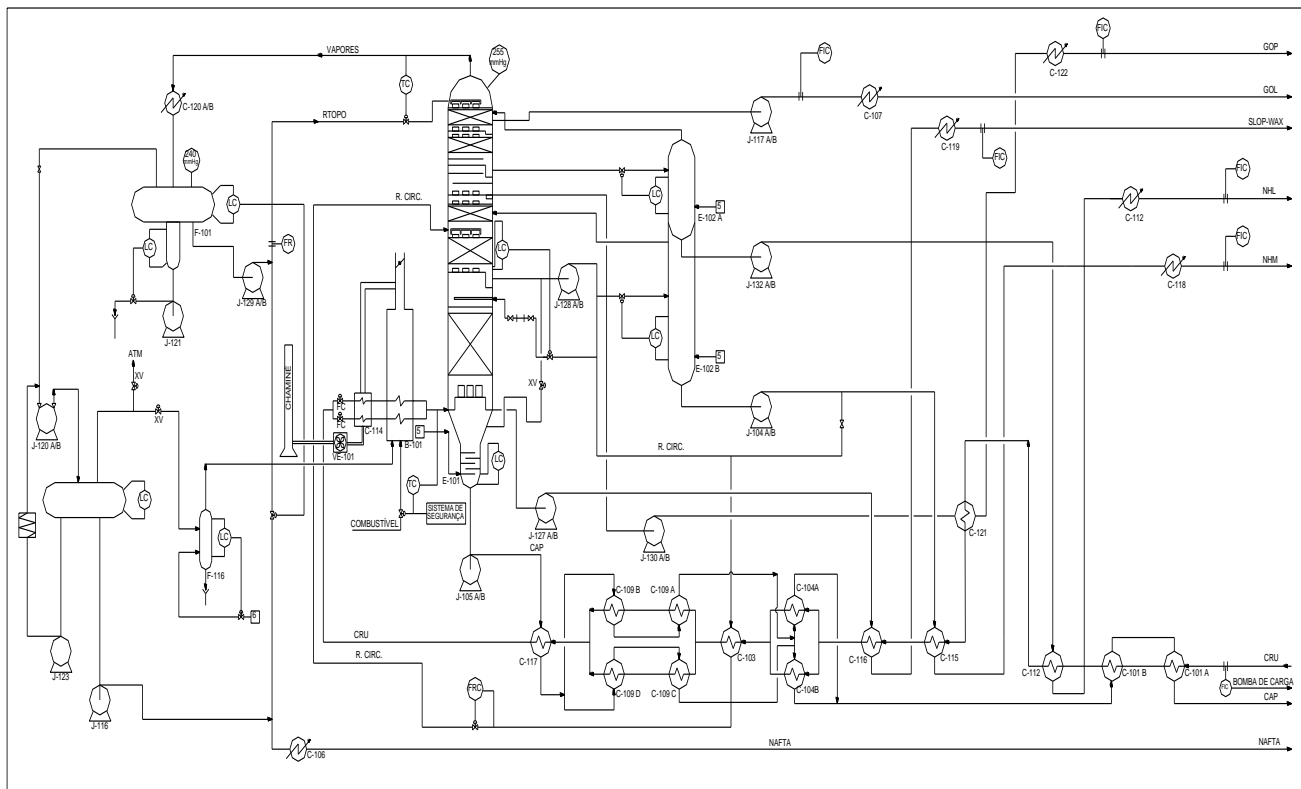 VAPORES
255
mmHg
TC
C-120 A/B
RTOPO
240
mmHg
LC
F-101
LC
FR
J-129 A/B
J-121
R. CIRC.
FIC
GOP
C-122
FIC
GOL
J-117 A/B
C-107
SLOP-WAX
C-119
FIC
LC
E-102 A
5
FIC
NHL
C-112
J-132 A/B
FIC
NHM
C-118
LC
J-128 A/B
LC
5
E-102 B
ATM
XV
XV
XV
CHAMINÉ
FC
FC
C-114
VE-101
B-101
5
E-101
LC
J-104 A/B
R. CIRC.
J-120 A/B
LC
LC
F-116
6
TC
SISTEMA DE
SEGURANÇA
COMBUSTÍVEL
J-127 A/B
J-130 A/B
C-121
CAP
J-105 A/B
C-109 B
C-109 A
C-104A
J-123
CRU
R. CIRC.
C-117
C-103
C-116
C-115
C-112
C-101 B
C-101 A
CRU
C-109 D
C-109 C
C-104B
FIC
BOMBA DE CARGA
CAP
FRC
J-116
C-106
NAFTA
NAFTA